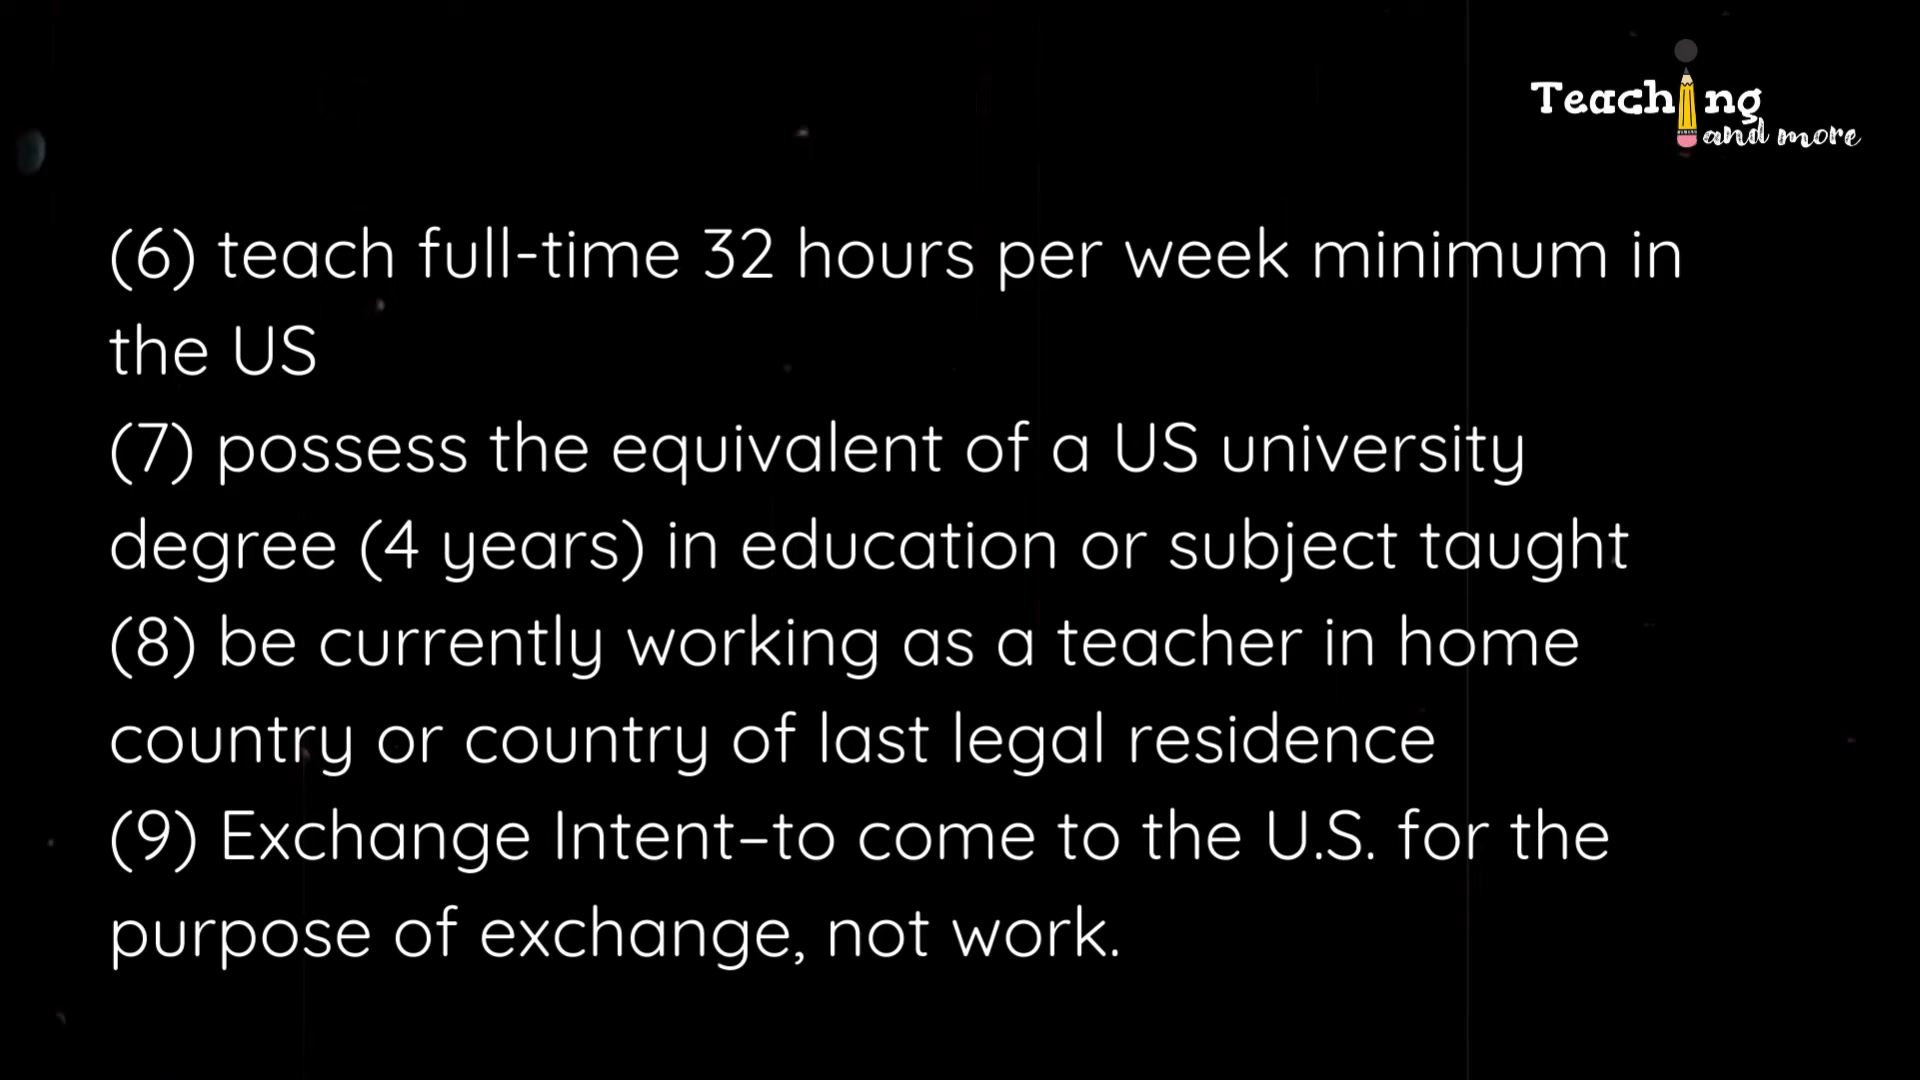 Teaching
and more
(6) teach full-time 32 hours per week minimum in
the US
(7) possess the equivalent of a US university
degree (4 years) in education or subject taught
(8) be currently working as a teacher in home
country or country of last legal residence
(9) Exchange Intent–to come to the U.S. for the
purpose of exchange, not work.